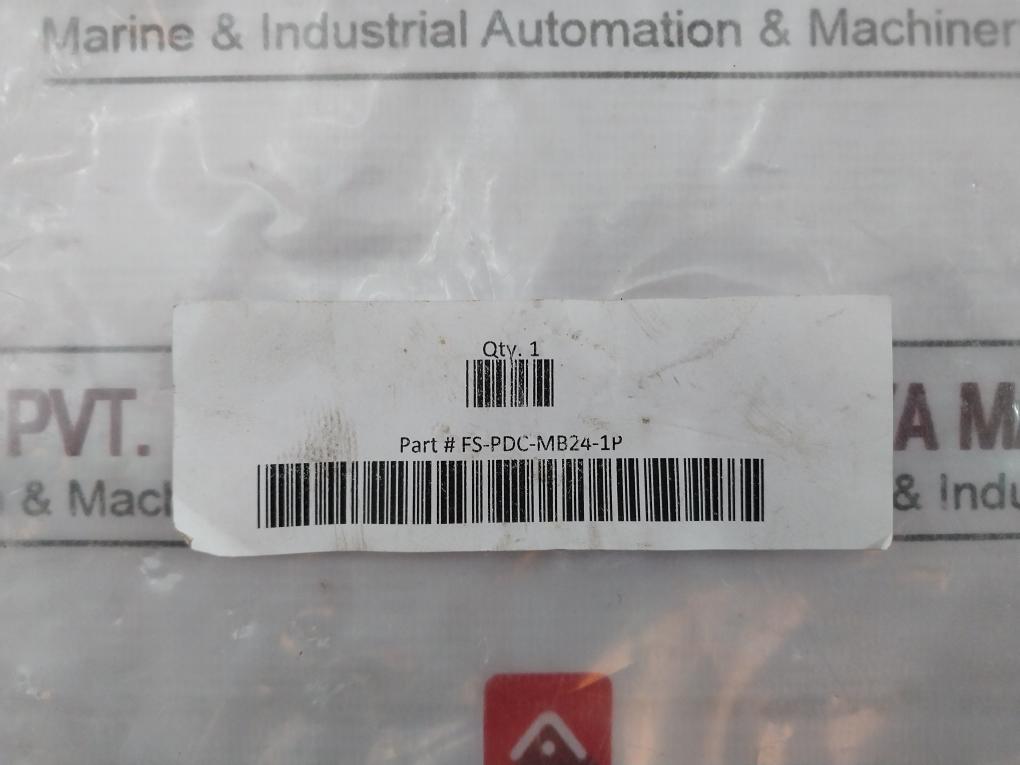 Marine & Industrial Automation & Machiner
Qty. 1
PVT.
Part # FS-PDC-MB24-1P
& Mach
& Indu